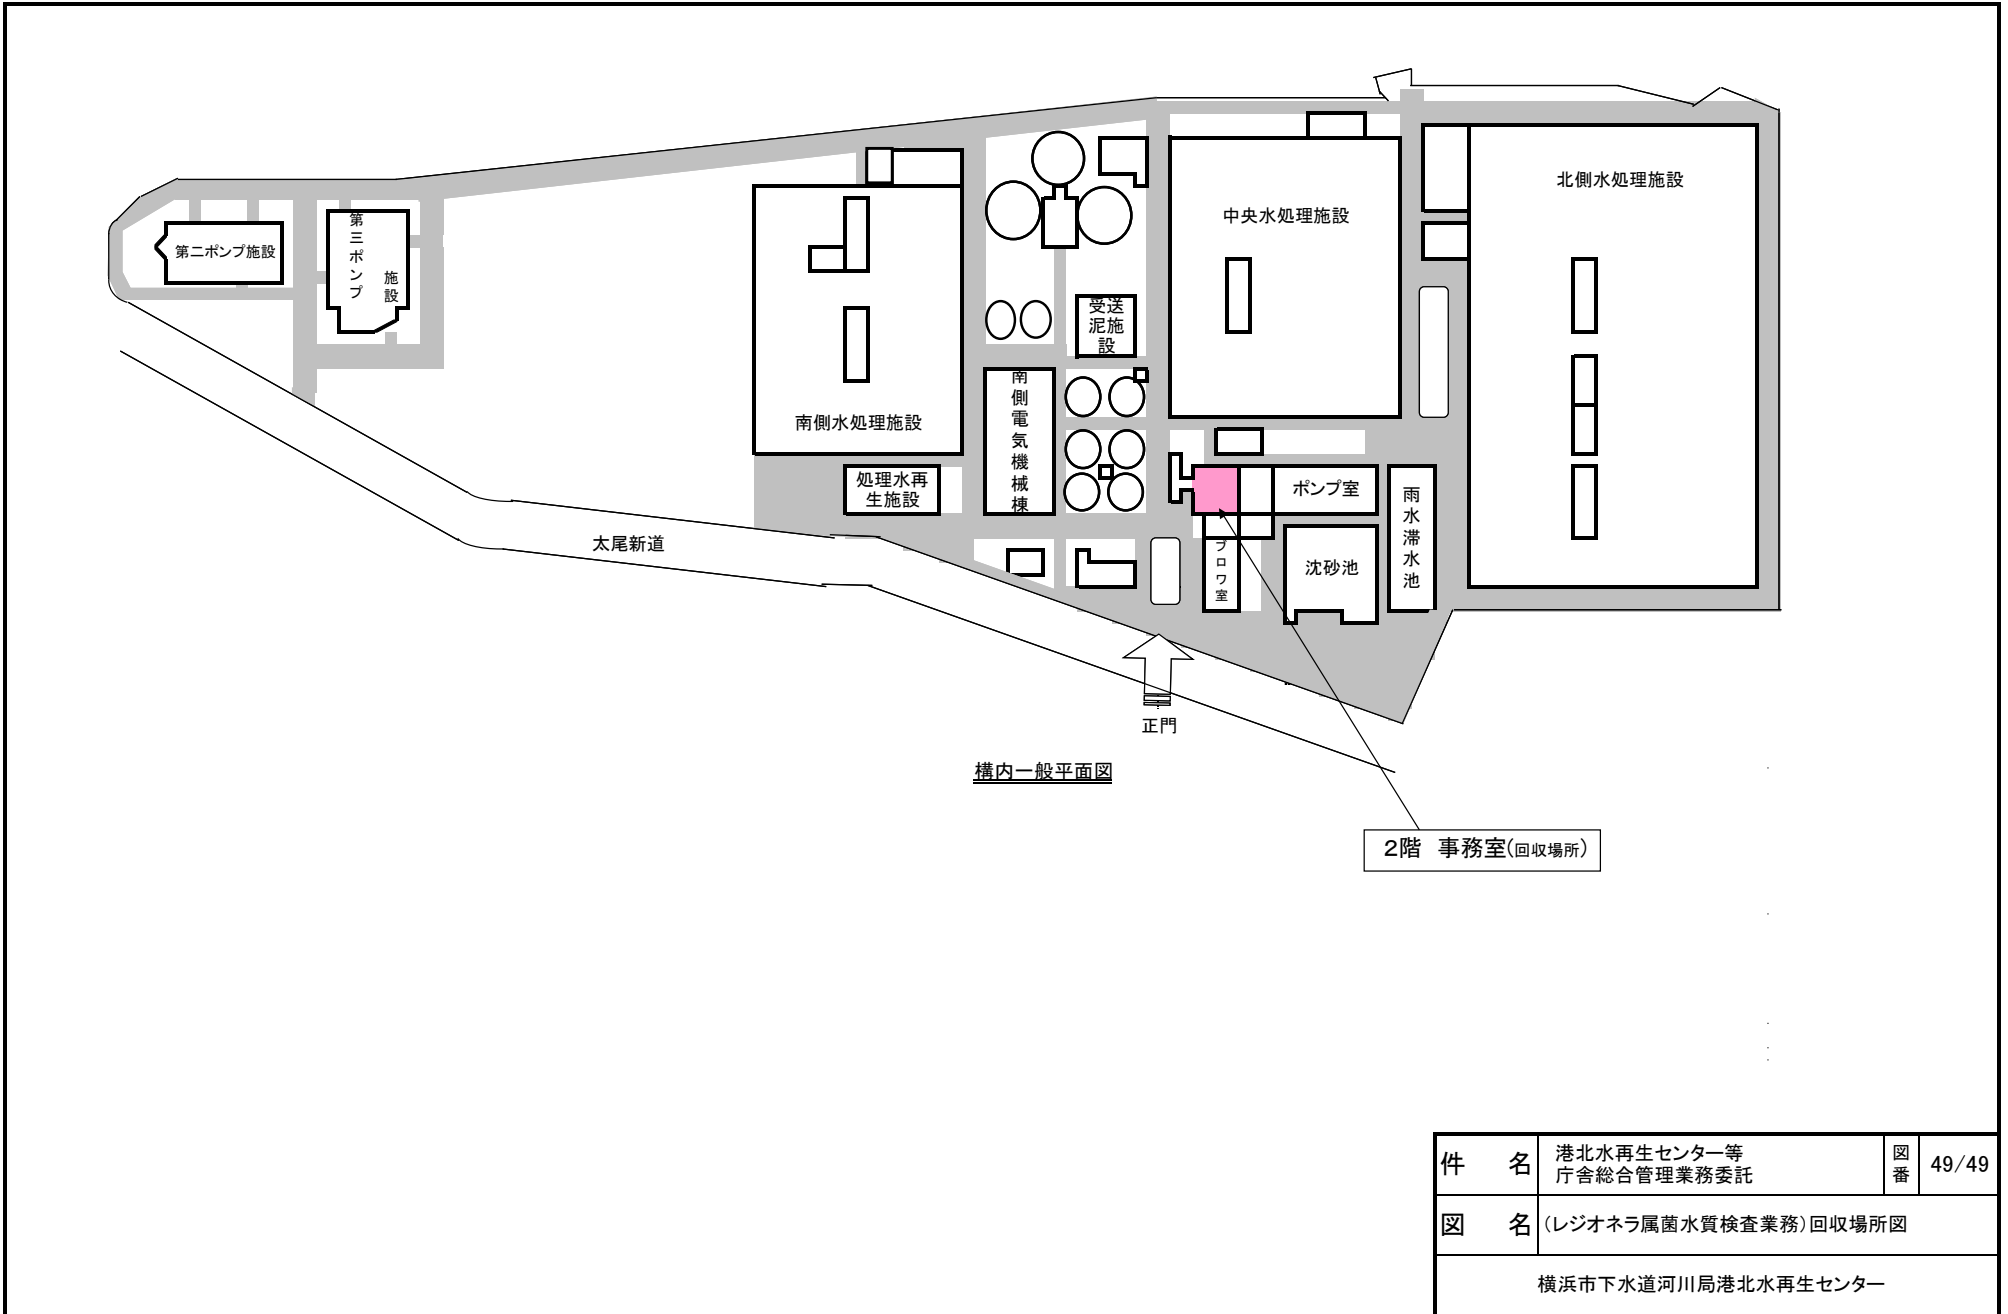 北側水処理施設
中央水処理施設
第二ポンプ施設
第三ポンプ
施設
受送
泥施
設
南側水処理施設
南側電気機械棟
処理水再
生施設
ポンプ室
雨水滞水池
ブロワ室
沈砂池
太尾新道
正門
構内一般平面図
2階 事務室(回収場所)
件 名
港北水再生センター等
庁舎総合管理業務委託
図番
49/49
図 名
(レジオネラ属菌水質検査業務)回収場所図
横浜市下水道河川局港北水再生センター